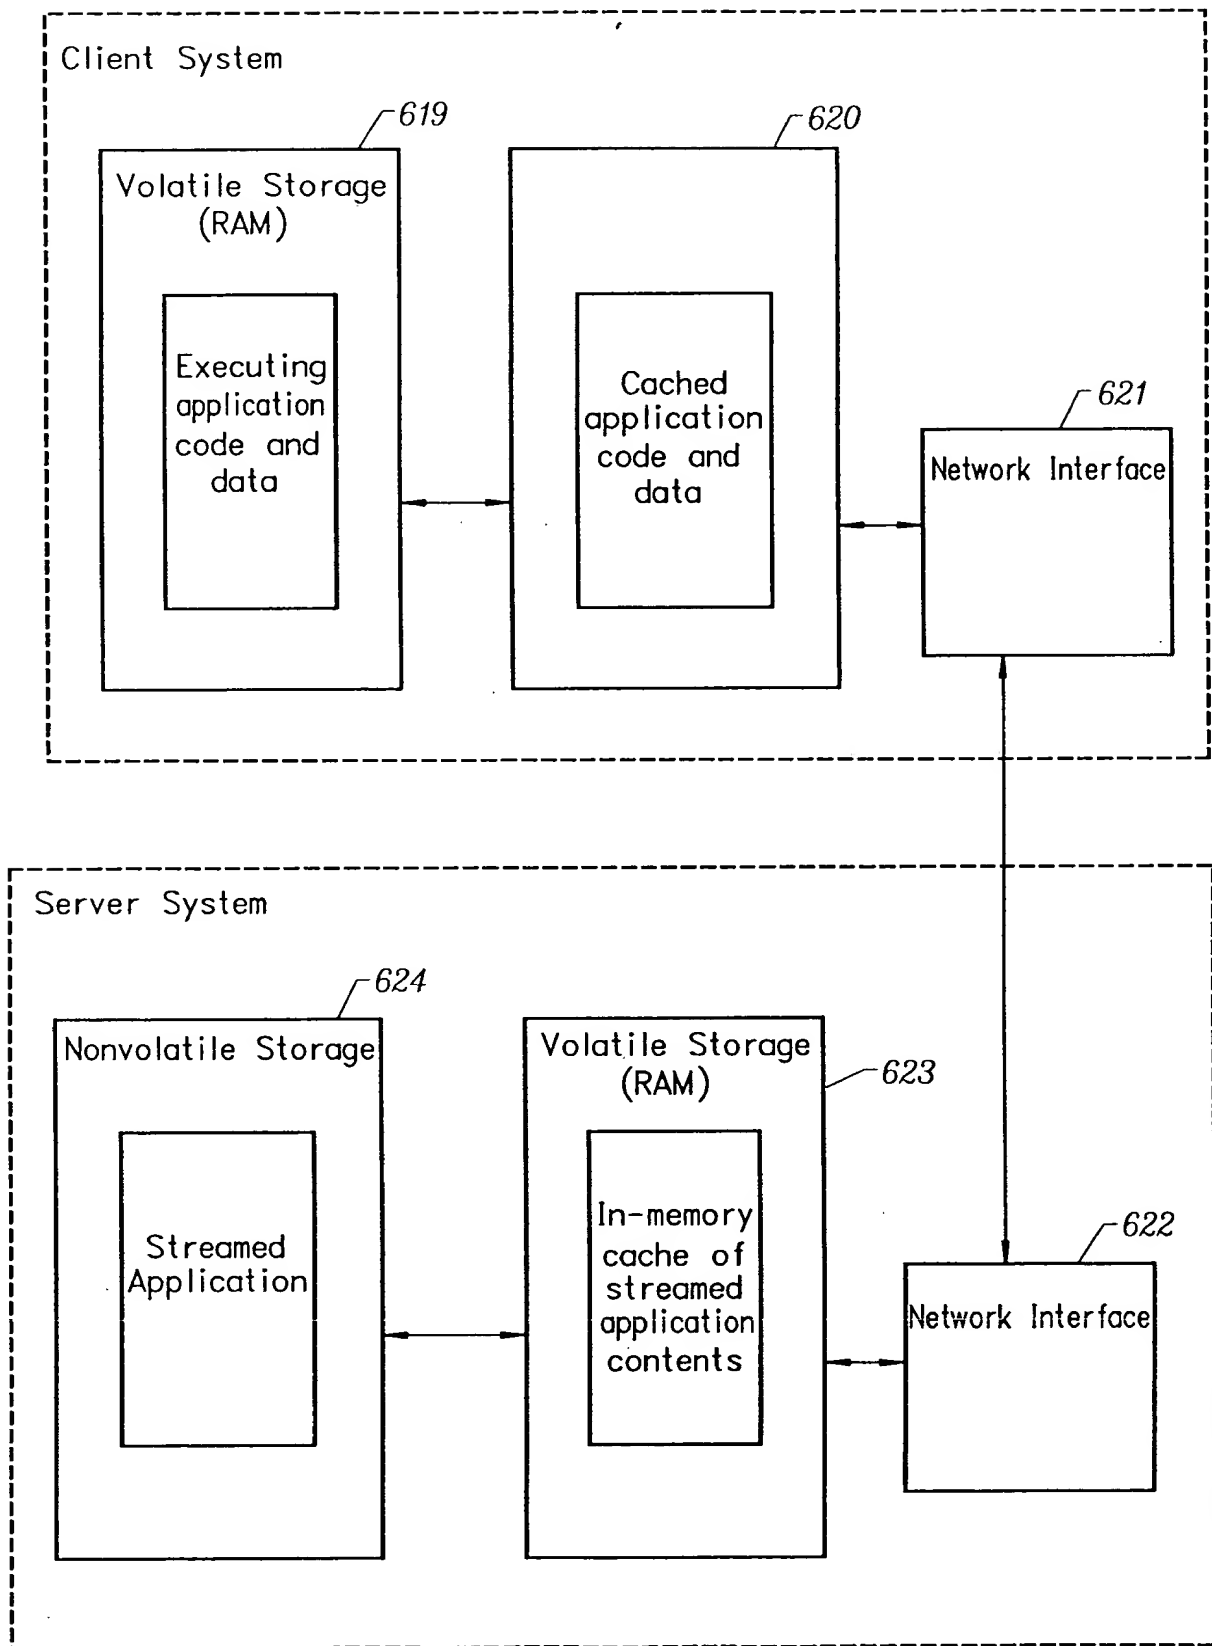 Client System
619
Volatile Storage
(RAM)
Executing
application
code and
data
620
Cached
application
code and
data
621
Network Interface
Server System
624
Nonvolatile Storage
Streamed
Application
Volatile Storage
(RAM)
623
In-memory
cache of
streamed
application
contents
622
Network Interface